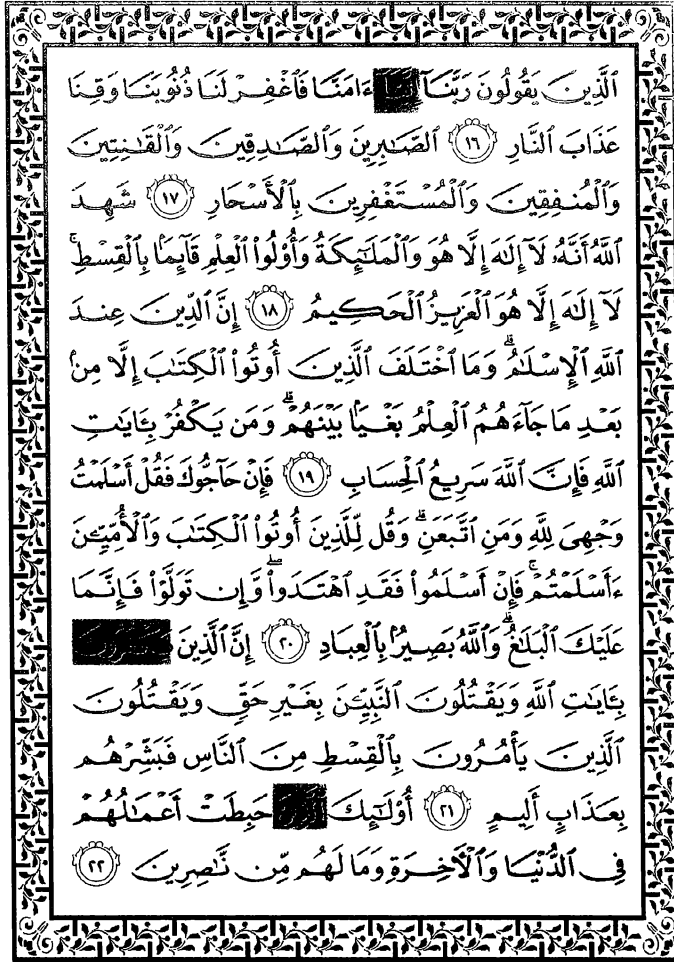 ٱلَّذِينَ يَقُولُونَ رَبَّنَآ ءَامَنَّا فَٱغْفِرْ لَنَا ذُنُوبَنَا وَقِنَا
عَذَابَ ٱلنَّارِ ١٦ ٱلصَّٰبِرِينَ وَٱلصَّٰدِقِينَ وَٱلْقَٰنِتِينَ
وَٱلْمُنفِقِينَ وَٱلْمُسْتَغْفِرِينَ بِٱلْأَسْحَارِ ١٧ شَهِدَ
ٱللَّهُ أَنَّهُۥ لَآ إِلَٰهَ إِلَّا هُوَ وَٱلْمَلَٰٓئِكَةُ وَأُو۟لُوا۟ ٱلْعِلْمِ قَآئِمًۢا بِٱلْقِسْطِ ۚ
لَآ إِلَٰهَ إِلَّا هُوَ ٱلْعَزِيزُ ٱلْحَكِيمُ ١٨ إِنَّ ٱلدِّينَ عِندَ
ٱللَّهِ ٱلْإِسْلَٰمُ ۗ وَمَا ٱخْتَلَفَ ٱلَّذِينَ أُوتُوا۟ ٱلْكِتَٰبَ إِلَّا مِنۢ
بَعْدِ مَا جَآءَهُمُ ٱلْعِلْمُ بَغْيًۢا بَيْنَهُمْ ۗ وَمَن يَكْفُرْ بِـَٔايَٰتِ
ٱللَّهِ فَإِنَّ ٱللَّهَ سَرِيعُ ٱلْحِسَابِ ١٩ فَإِنْ حَآجُّوكَ فَقُلْ أَسْلَمْتُ
وَجْهِىَ لِلَّهِ وَمَنِ ٱتَّبَعَنِ ۗ وَقُل لِّلَّذِينَ أُوتُوا۟ ٱلْكِتَٰبَ وَٱلْأُمِّيِّـۧنَ
ءَأَسْلَمْتُمْ ۚ فَإِنْ أَسْلَمُوا۟ فَقَدِ ٱهْتَدَوا۟ ۖ وَّإِن تَوَلَّوْا۟ فَإِنَّمَا
عَلَيْكَ ٱلْبَلَٰغُ ۗ وَٱللَّهُ بَصِيرٌۢ بِٱلْعِبَادِ ٢٠ إِنَّ ٱلَّذِينَ
بِـَٔايَٰتِ ٱللَّهِ وَيَقْتُلُونَ ٱلنَّبِيِّـۧنَ بِغَيْرِ حَقٍّ وَيَقْتُلُونَ
ٱلَّذِينَ يَأْمُرُونَ بِٱلْقِسْطِ مِنَ ٱلنَّاسِ فَبَشِّرْهُم
بِعَذَابٍ أَلِيمٍ ٢١ أُو۟لَٰٓئِكَ حَبِطَتْ أَعْمَٰلُهُمْ
فِى ٱلدُّنْيَا وَٱلْءَاخِرَةِ وَمَا لَهُم مِّن نَّٰصِرِينَ ٢٢